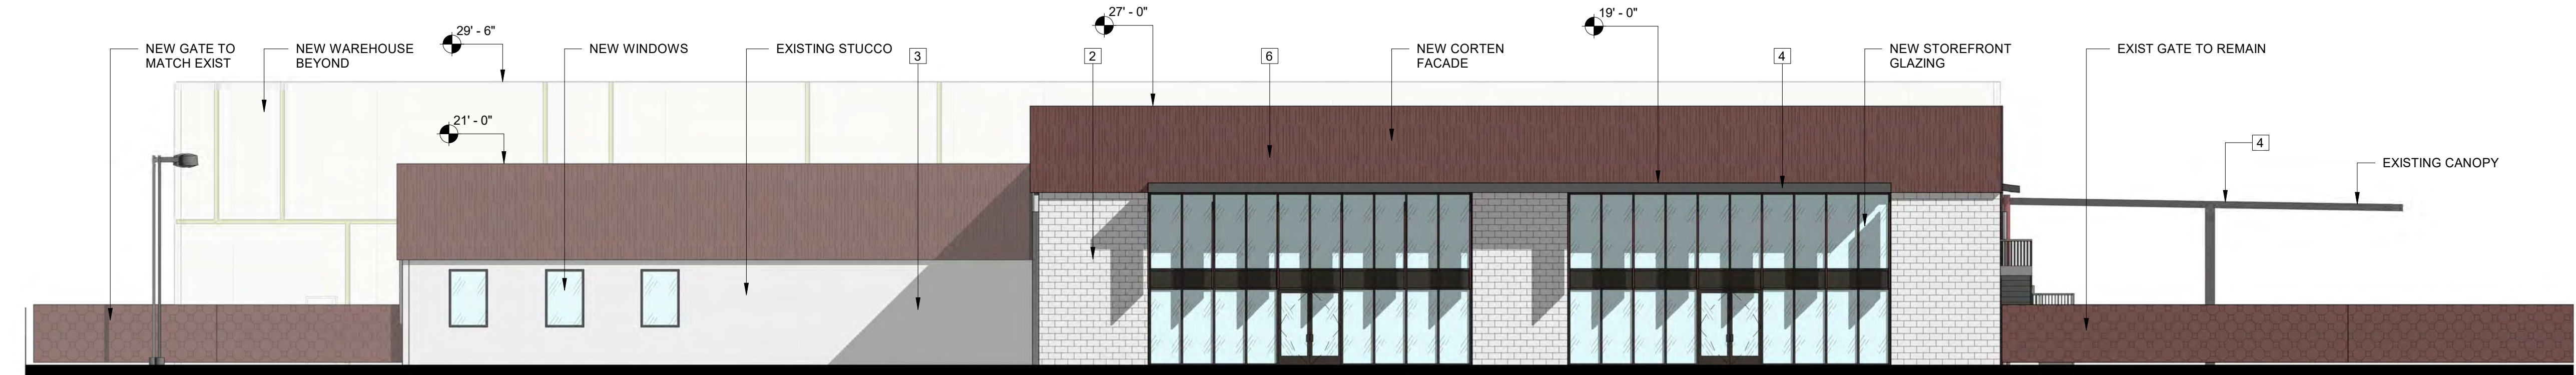 NEW GATE TO
MATCH EXIST
NEW WAREHOUSE
BEYOND
29' - 6"
21' - 0"
NEW WINDOWS
EXISTING STUCCO
3
2
27' - 0"
6
NEW CORTEN
FACADE
19' - 0"
4
NEW STOREFRONT
GLAZING
EXIST GATE TO REMAIN
4
EXISTING CANOPY